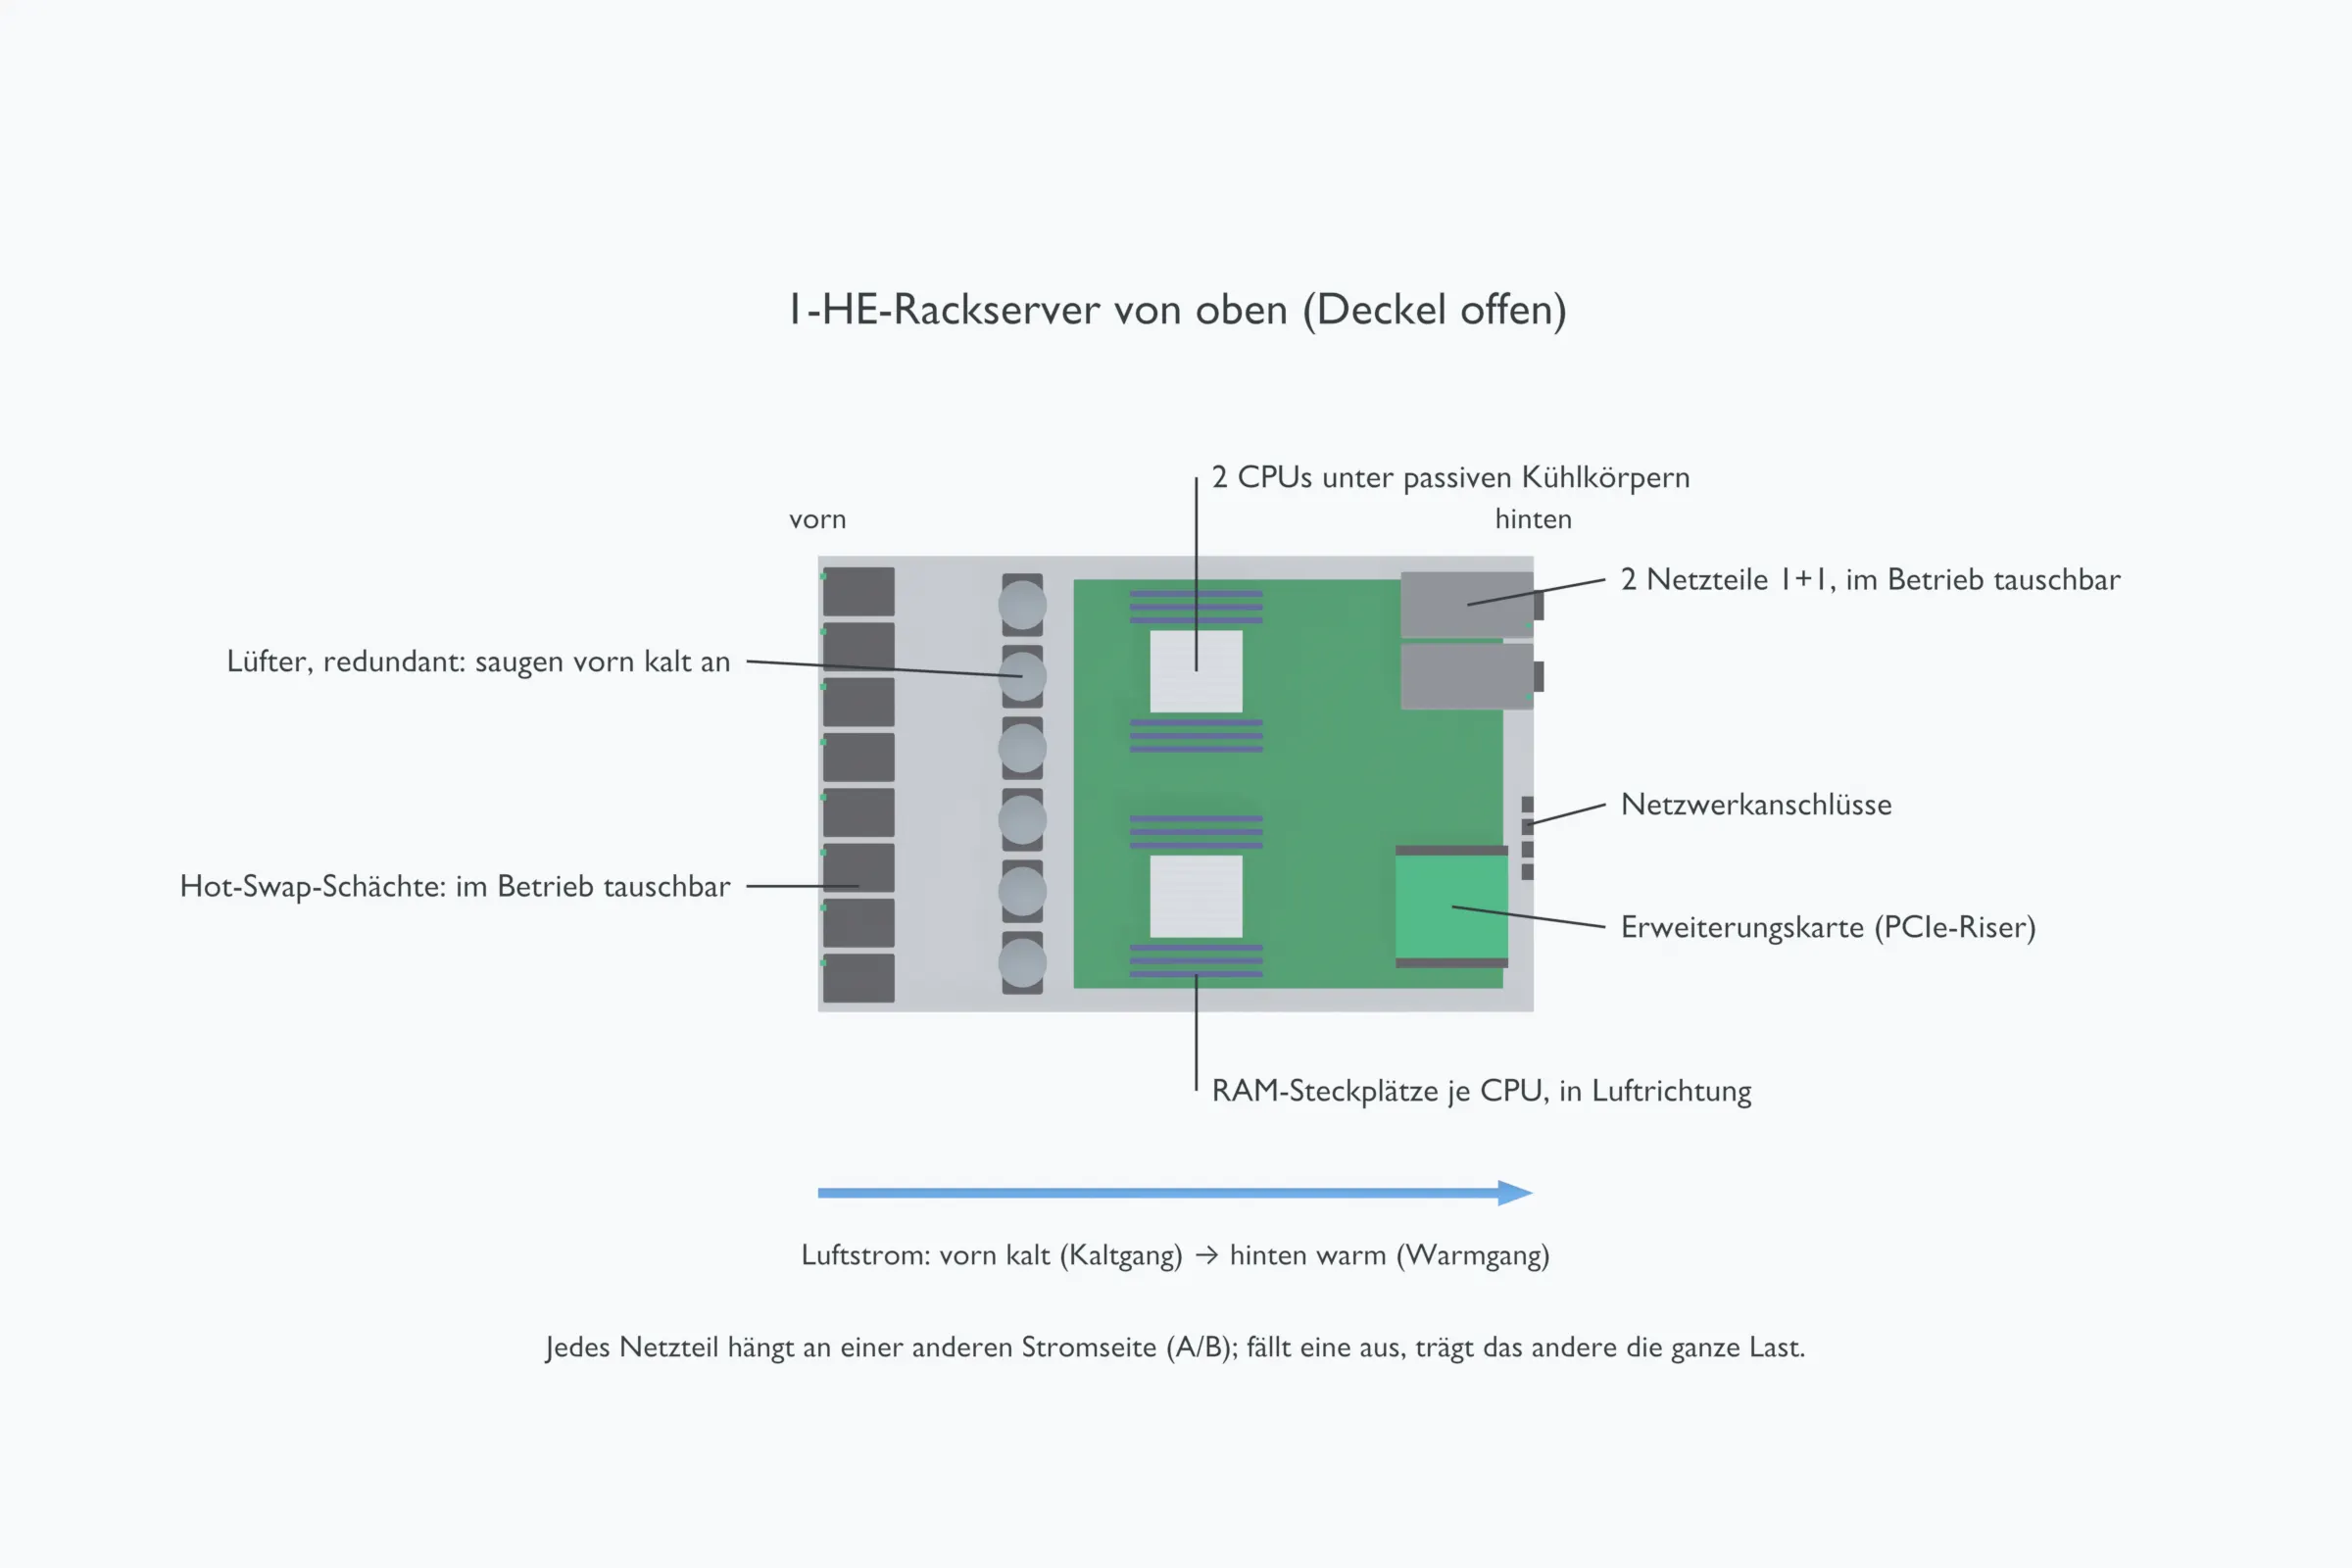 1-HE-Rackserver von oben (Deckel offen)
2 CPUs unter passiven Kühlkörpern
vorn
hinten
2 Netzteile 1+1, im Betrieb tauschbar
Lüfter, redundant: saugen vorn kalt an
Netzwerkanschlüsse
Hot-Swap-Schächte: im Betrieb tauschbar
Erweiterungskarte (PCIe-Riser)
RAM-Steckplätze je CPU, in Luftrichtung
Luftstrom: vorn kalt (Kaltgang) → hinten warm (Warmgang)
Jedes Netzteil hängt an einer anderen Stromseite (A/B); fällt eine aus, trägt das andere die ganze Last.